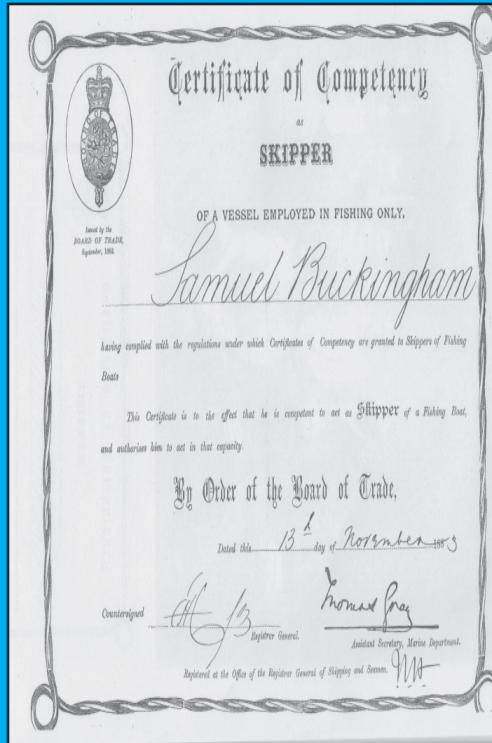 Certificate of Competency
as
SKIPPER
OF A VESSEL EMPLOYED IN FISHING ONLY.
Issued by the
BOARD OF TRADE,
September, 1883.
Samuel Buckingham
having complied with the regulations under which Certificates of Competency are granted to Skippers of Fishing
Boats
This Certificate is to the effect that he is competent to act as Skipper of a Fishing Boat,
and authorises him to act in that capacity.
By Order of the Board of Trade,
Dated this 13th day of November 1883
Countersigned
Registrar General.
Thomas Gray
Assistant Secretary, Marine Department.
Registered at the Office of the Registrar General of Shipping and Seamen.